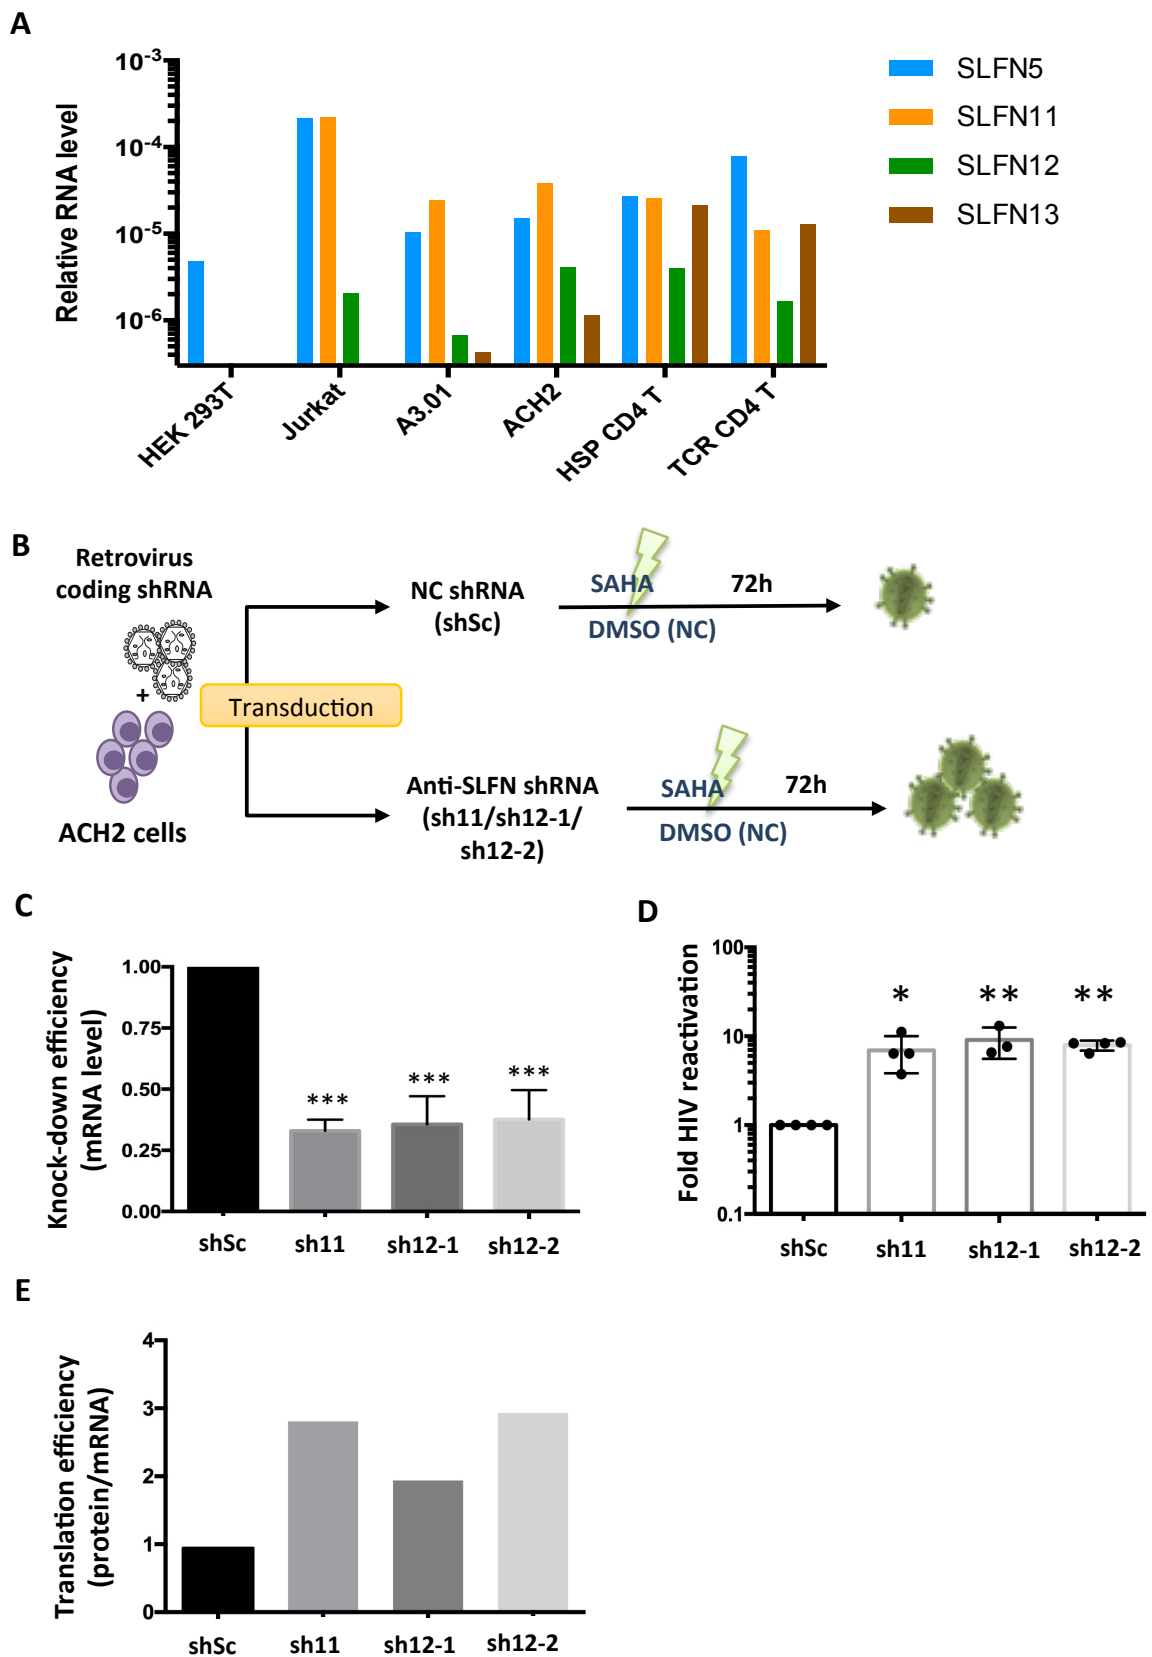 A
Relative RNA level
10-3
10-4
10-5
10-6
HEK 293T
Jurkat
A3.01
ACH2
HSP CD4 T
TCR CD4 T
SLFN5
SLFN11
SLFN12
SLFN13
B
Retrovirus
coding shRNA
+
ACH2 cells
Transduction
NC shRNA
(shSc)
SAHA
72h
DMSO (NC)
Anti-SLFN shRNA
(sh11/sh12-1/
sh12-2)
SAHA
72h
DMSO (NC)
C
Knock-down efficiency
(mRNA level)
1.00
0.75
0.50
0.25
0.00
***
***
***
shSc
sh11
sh12-1
sh12-2
D
Fold HIV reactivation
100
10
1
0.1
*
**
**
shSc
sh11
sh12-1
sh12-2
E
Translation efficiency
(protein/mRNA)
4
3
2
1
0
shSc
sh11
sh12-1
sh12-2